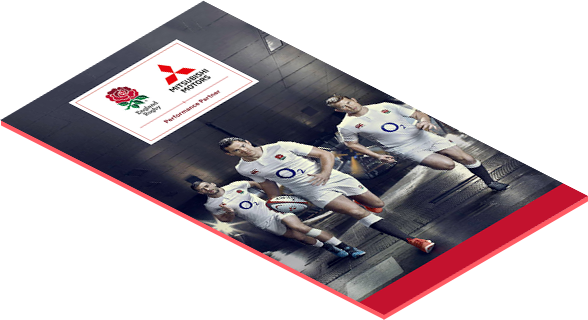 England
Rugby
MITSUBISHI
MOTORS
Performance Partner
O2
O2
O2